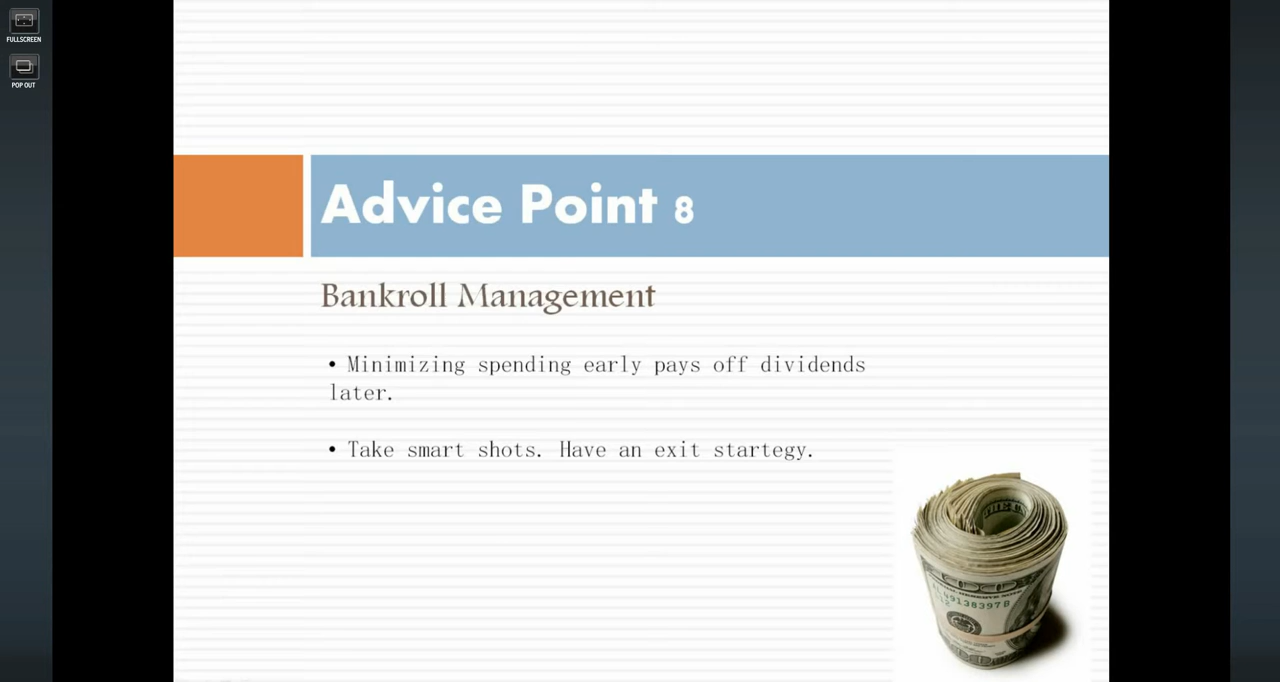 FULLSCREEN
POP OUT
Advice Point 8
Bankroll Management
• Minimizing spending early pays off dividends
later.
• Take smart shots. Have an exit startegy.